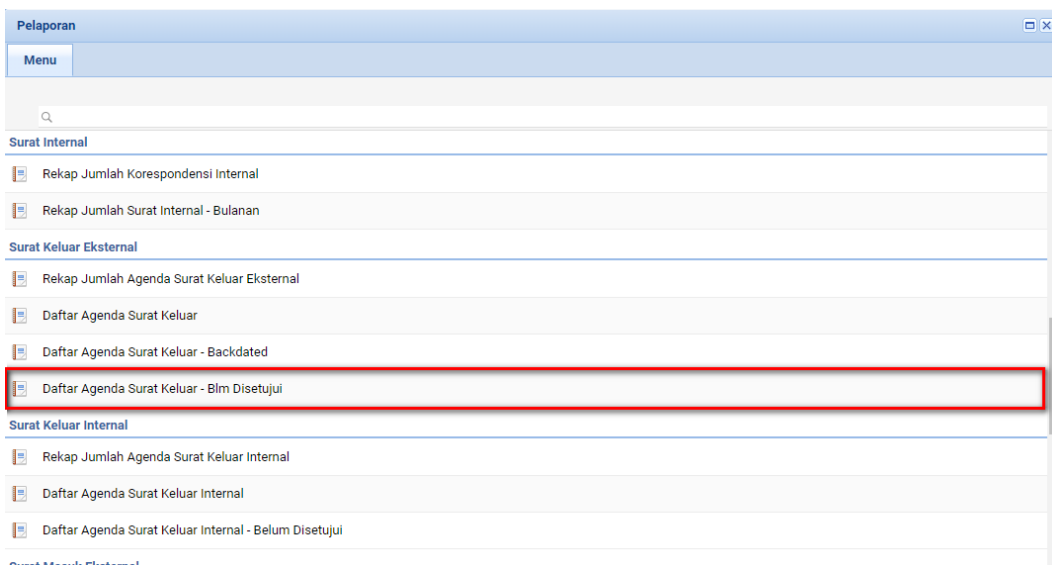 Pelaporan
Menu
Surat Internal
Rekap Jumlah Korespondensi Internal
Rekap Jumlah Surat Internal - Bulanan
Surat Keluar Eksternal
Rekap Jumlah Agenda Surat Keluar Eksternal
Daftar Agenda Surat Keluar
Daftar Agenda Surat Keluar - Backdated
Daftar Agenda Surat Keluar - Blm Disetujui
Surat Keluar Internal
Rekap Jumlah Agenda Surat Keluar Internal
Daftar Agenda Surat Keluar Internal
Daftar Agenda Surat Keluar Internal - Belum Disetujui
Surat Masuk Eksternal